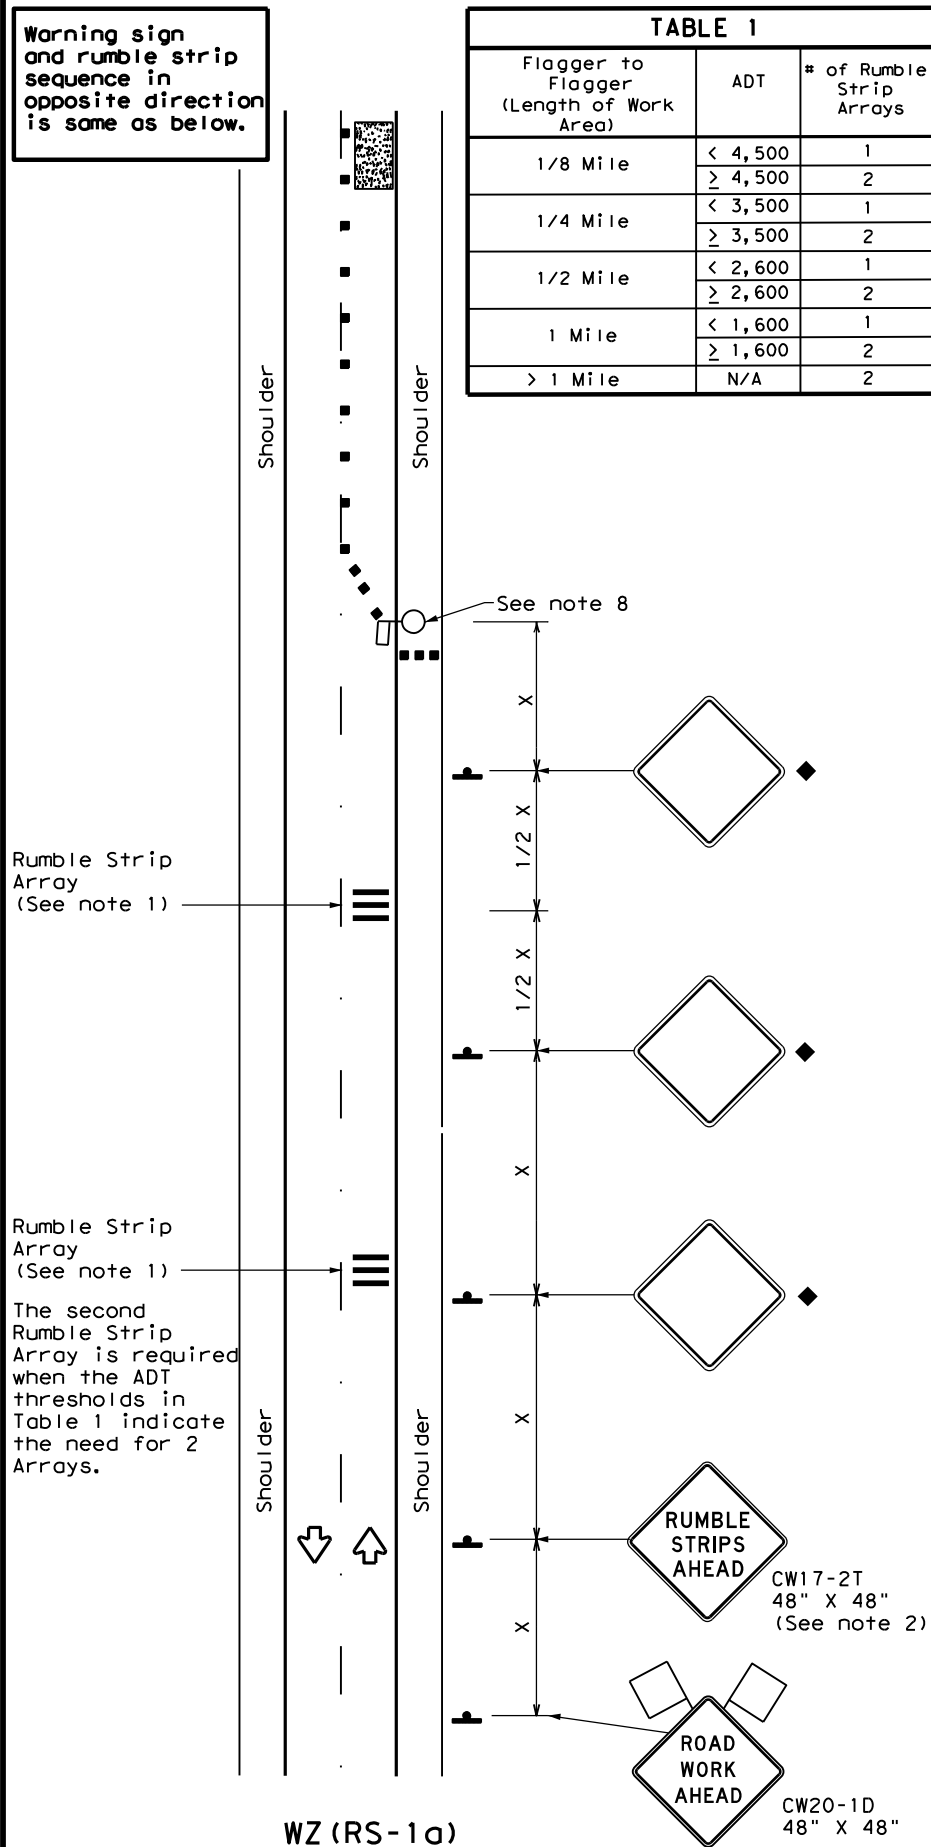 Warning sign
and rumble strip
sequence in
opposite direction
is same as below.
TABLE 1
Flagger to
Flagger
(Length of Work
Area)
ADT
# of Rumble
Strip
Arrays
1/8 Mile
< 4,500
1
≥ 4,500
2
1/4 Mile
< 3,500
1
≥ 3,500
2
1/2 Mile
< 2,600
1
≥ 2,600
2
1 Mile
< 1,600
1
≥ 1,600
2
> 1 Mile
N/A
2
Shoulder
Shoulder
See note 8
X
1/2 X
Rumble Strip
Array
(See note 1)
1/2 X
X
Rumble Strip
Array
(See note 1)
The second
Rumble Strip
Array is required
when the ADT
thresholds in
Table 1 indicate
the need for 2
Arrays.
Shoulder
Shoulder
X
RUMBLE
STRIPS
AHEAD
CW17-2T
48" X 48"
(See note 2)
X
ROAD
WORK
AHEAD
CW20-1D
48" X 48"
WZ(RS-1a)